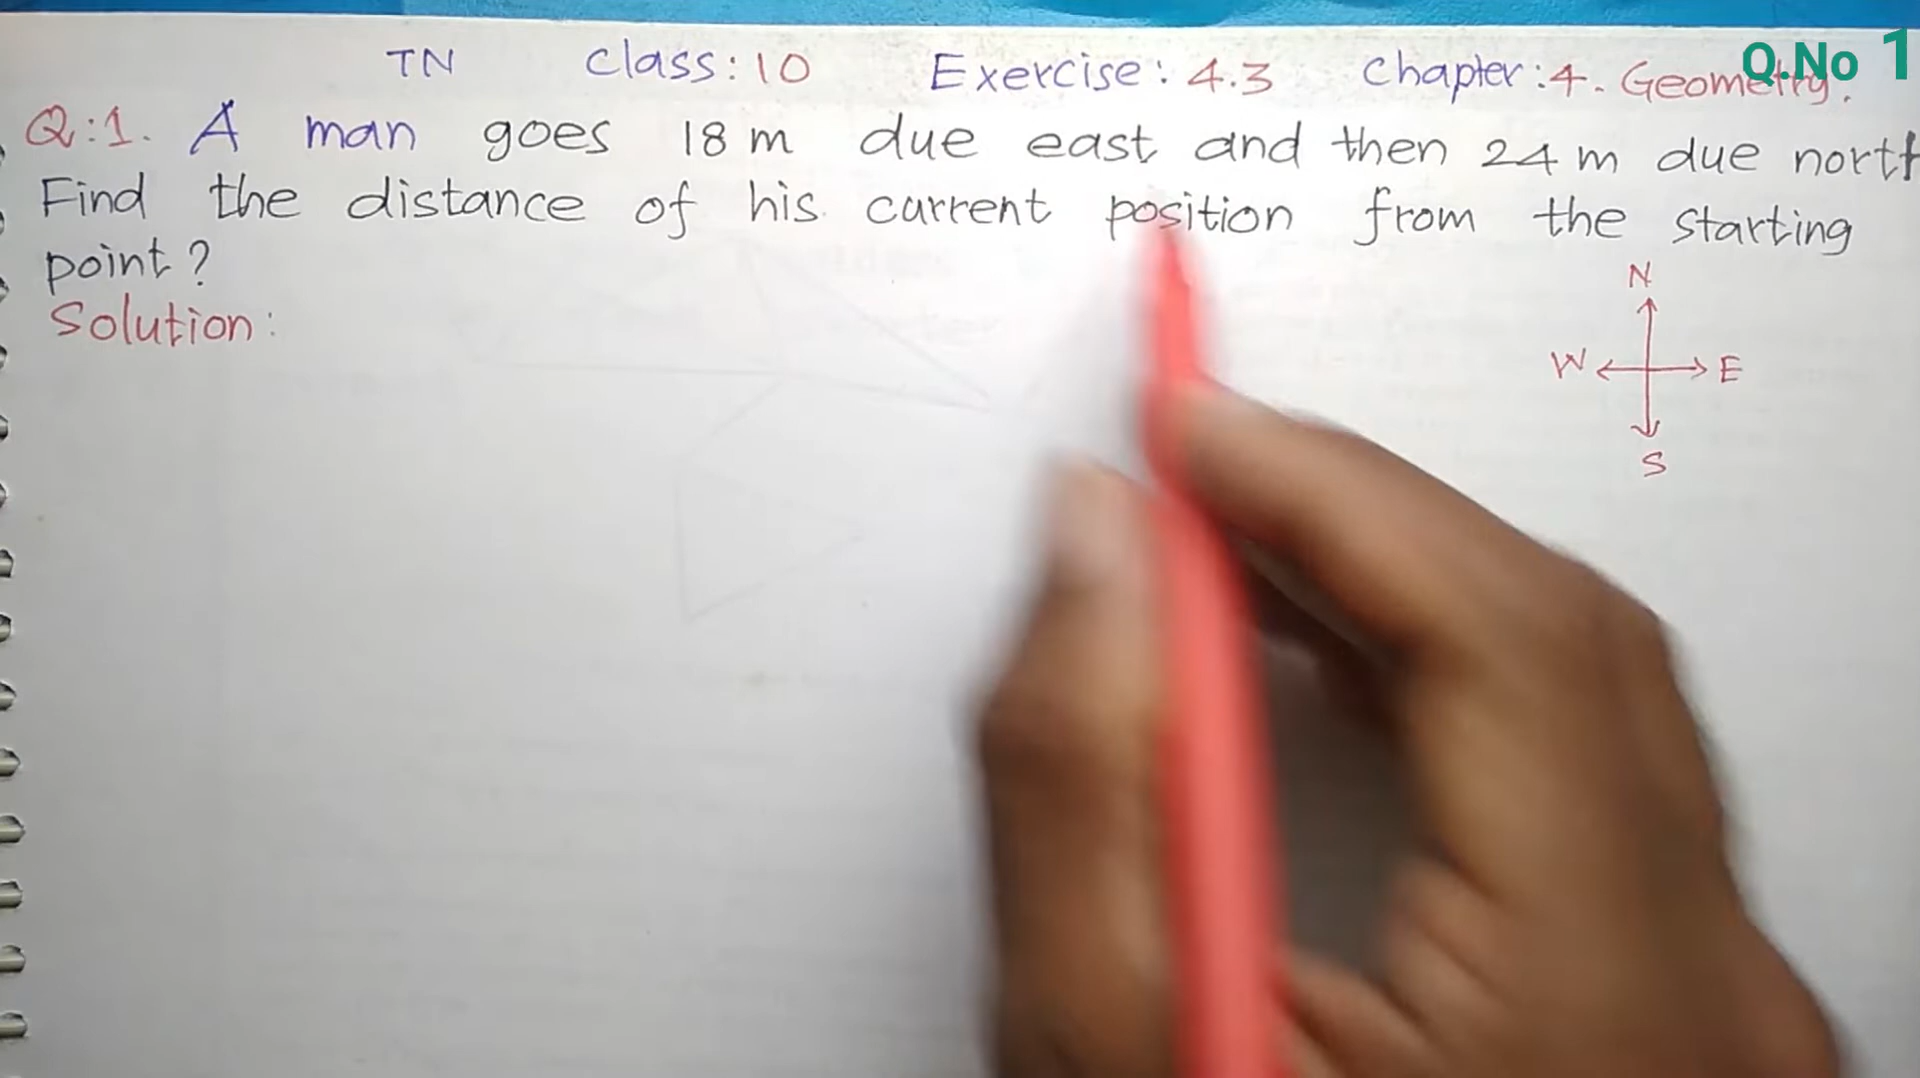 TN Class: 10 Exercise: 4.3 Chapter: 4. Geometry.
Q.No 1
Q:1. A man goes 18 m due east and then 24 m due north
Find the distance of his current position from the starting
point?
Solution:
N
W E
S